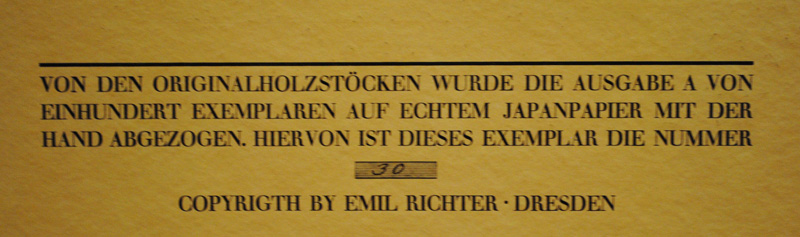 VON DEN ORIGINALHOLZSTÖCKEN WURDE DIE AUSGABE A VON
EINHUNDERT EXEMPLAREN AUF ECHTEM JAPANPAPIER MIT DER
HAND ABGEZOGEN. HIERVON IST DIESES EXEMPLAR DIE NUMMER
30
COPYRIGTH BY EMIL RICHTER · DRESDEN